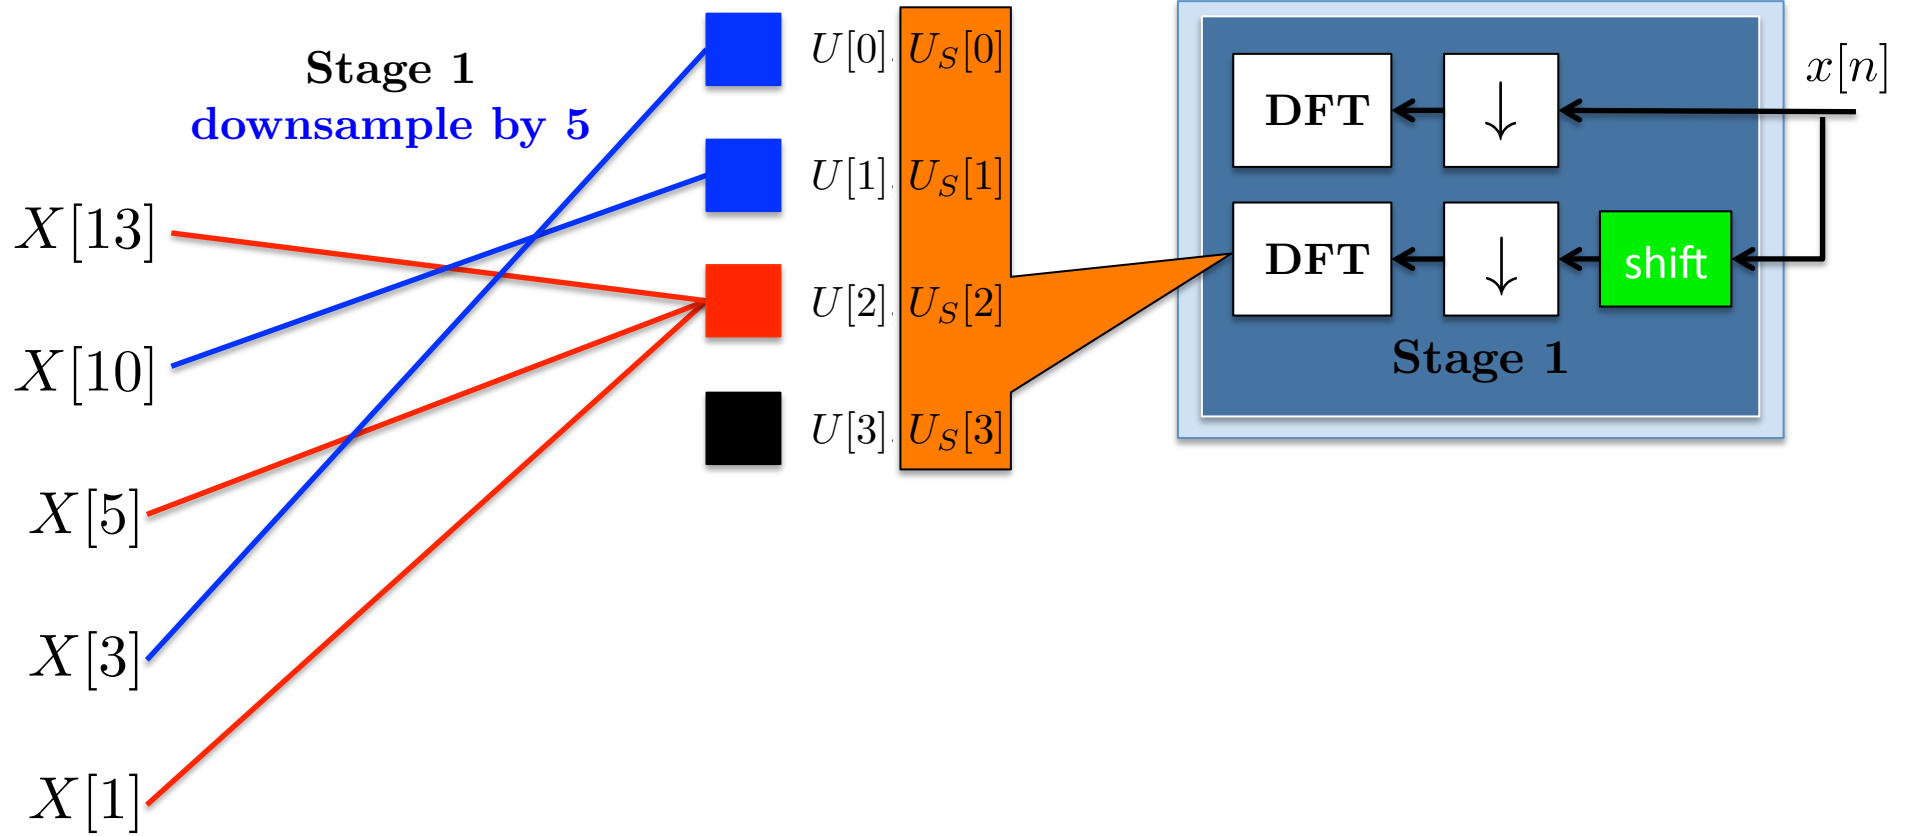 Stage 1
downsample by 5
X[13]
X[10]
X[5]
X[3]
X[1]
U[0]. U_S[0]
U[1]. U_S[1]
U[2]. U_S[2]
U[3]. U_S[3]
x[n]
DFT ↓
DFT ↓ shift
Stage 1